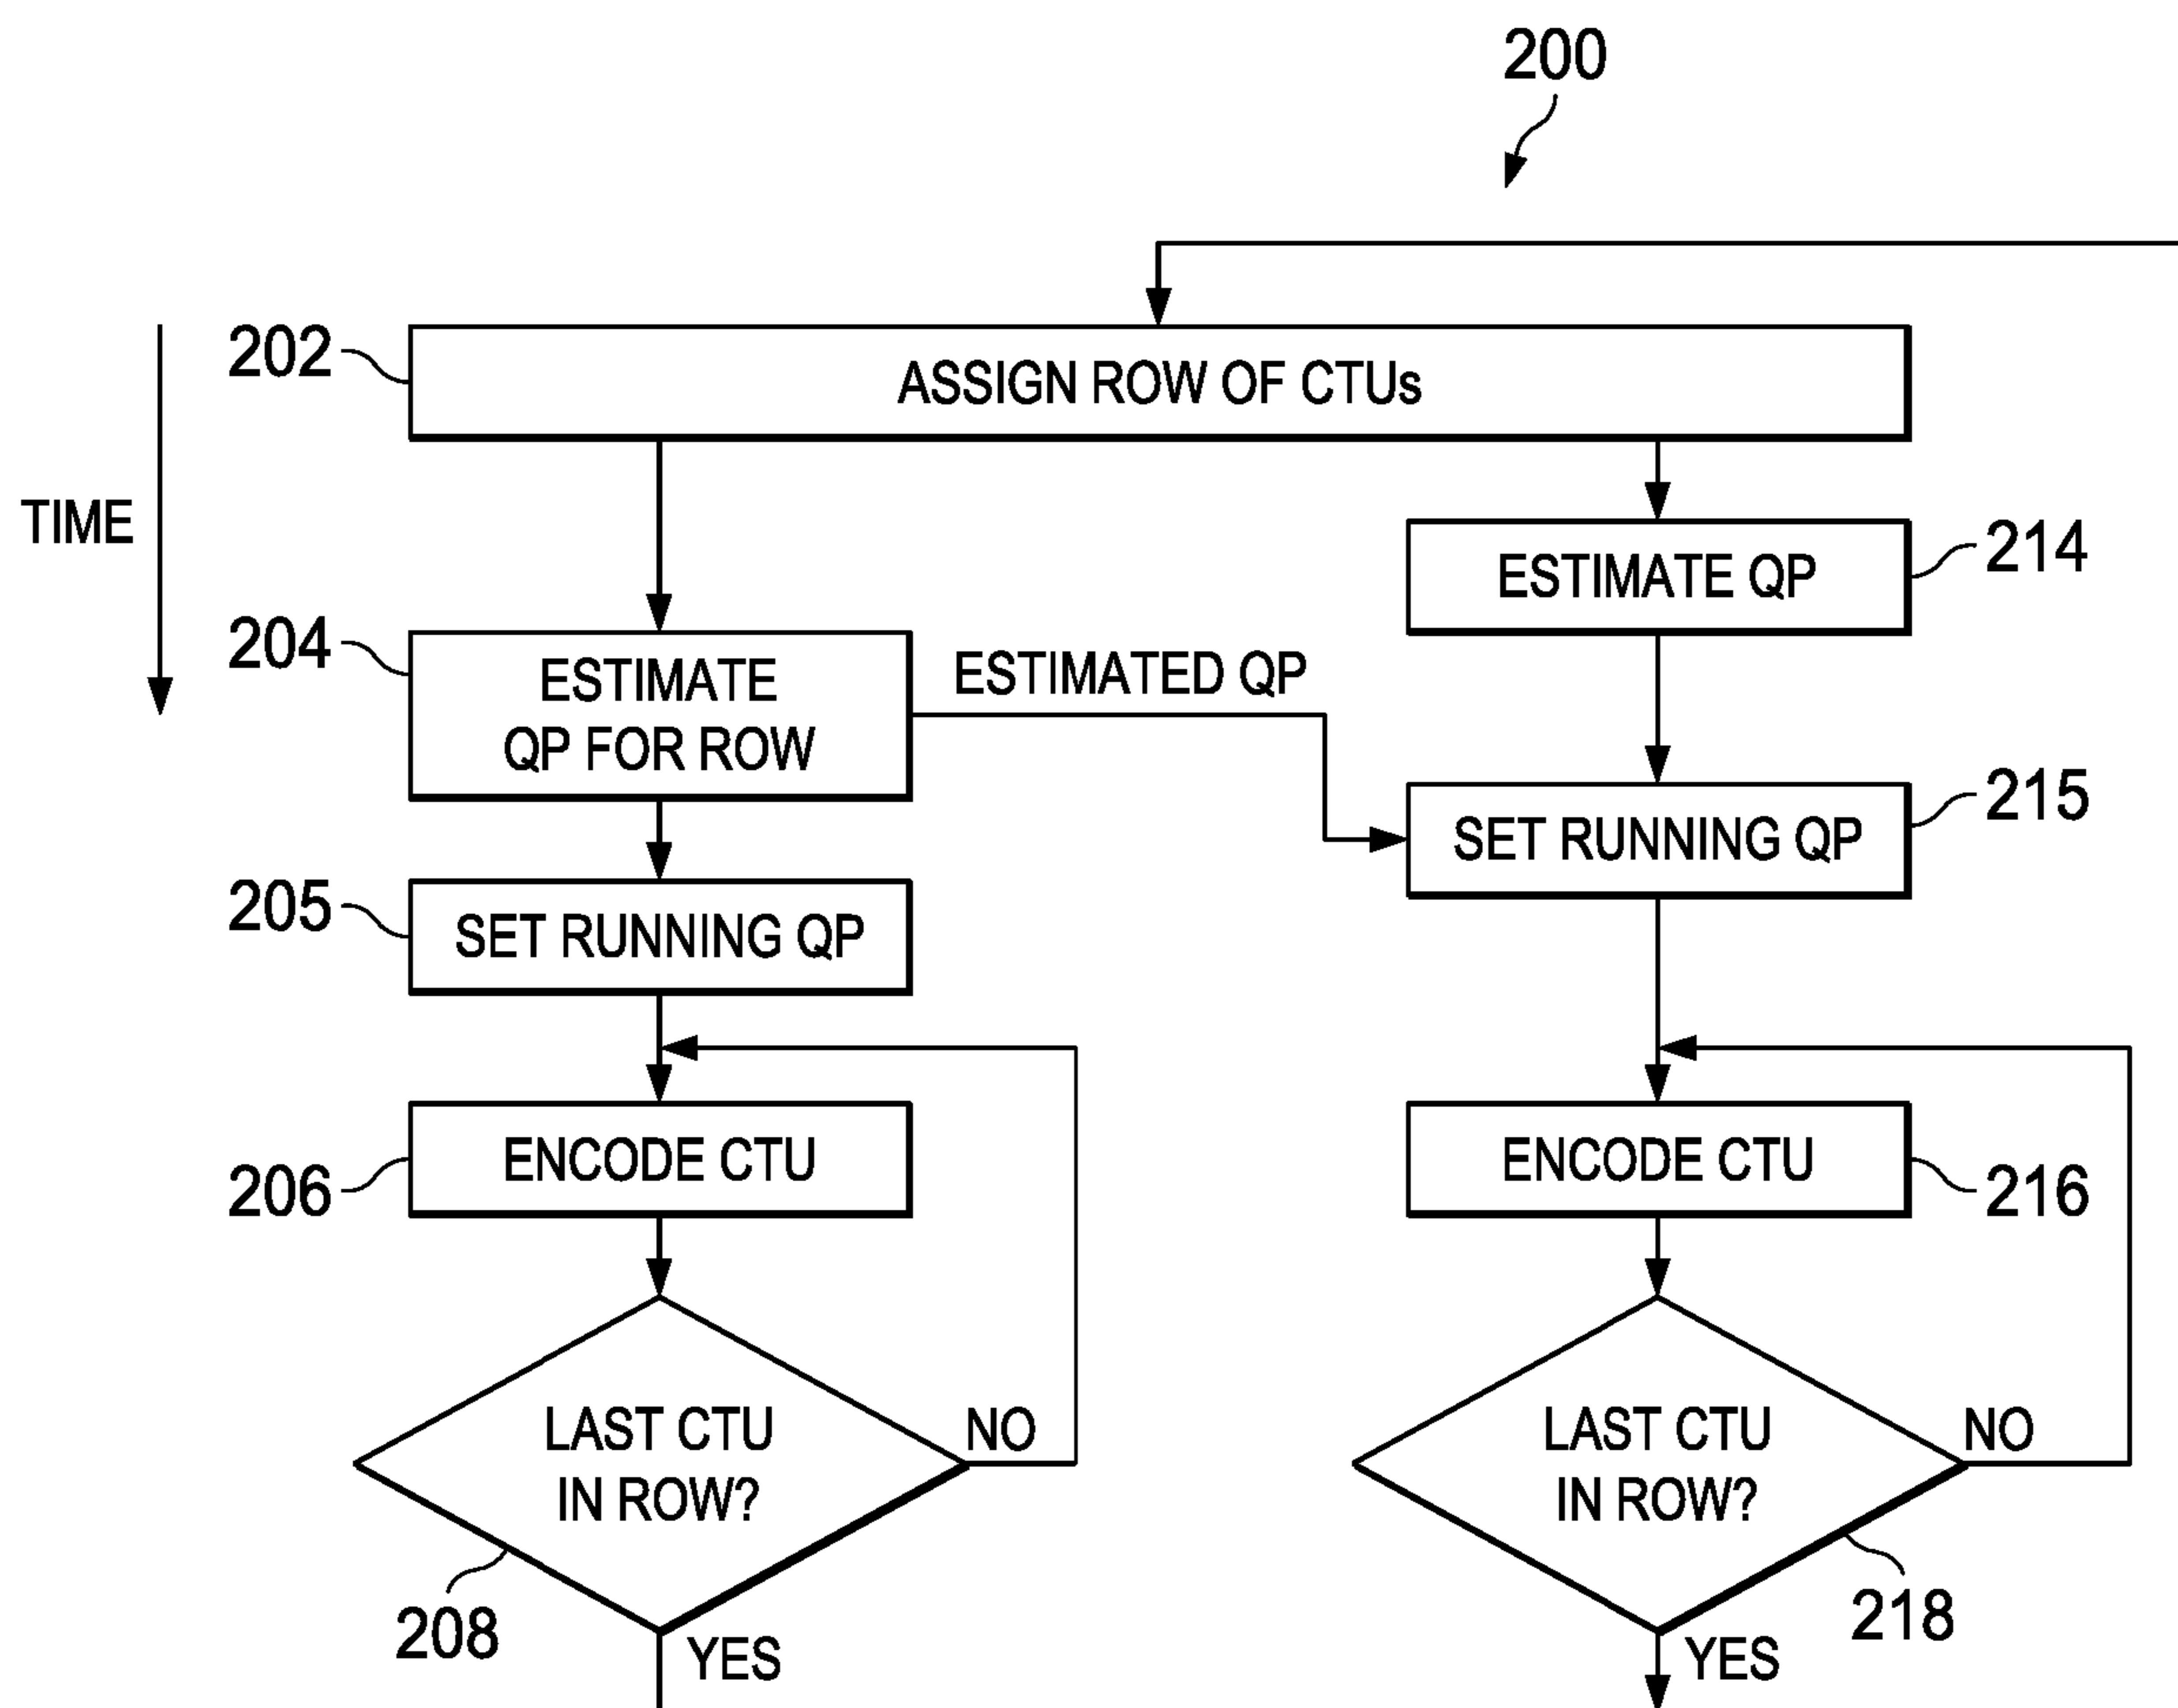 200
202
ASSIGN ROW OF CTUs
TIME
214
ESTIMATE QP
204
ESTIMATE
QP FOR ROW
ESTIMATED QP
215
SET RUNNING QP
205
SET RUNNING QP
206
ENCODE CTU
ENCODE CTU
216
LAST CTU
IN ROW?
NO
LAST CTU
IN ROW?
NO
208
YES
218
YES